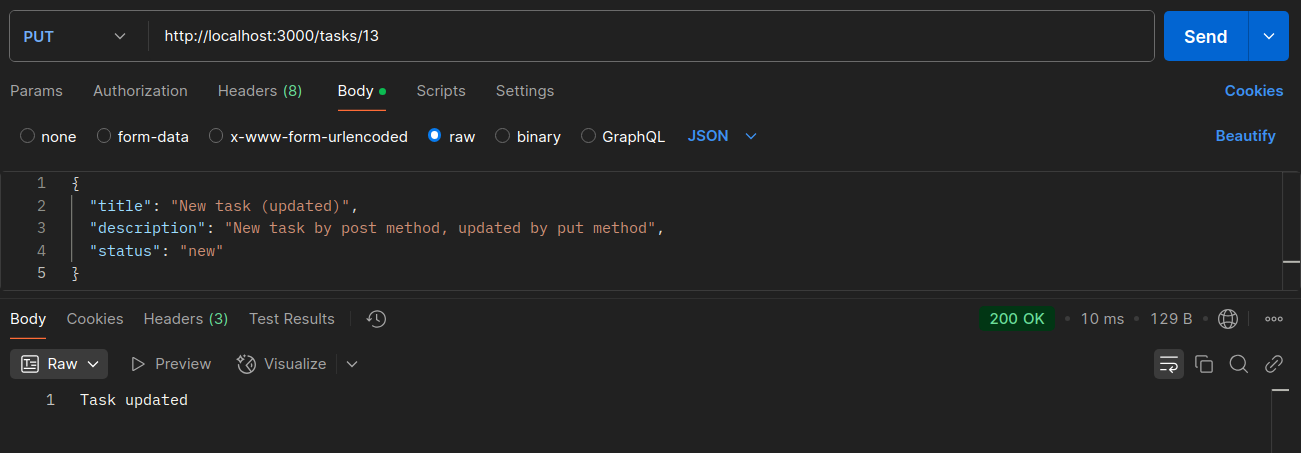 PUT http://localhost:3000/tasks/13 Send
Params Authorization Headers (8) Body Scripts Settings Cookies
none form-data x-www-form-urlencoded raw binary GraphQL JSON Beautify
1 {
2 "title": "New task (updated)",
3 "description": "New task by post method, updated by put method",
4 "status": "new"
5 }
Body Cookies Headers (3) Test Results 200 OK • 10 ms • 129 B •
Raw Preview Visualize
1 Task updated